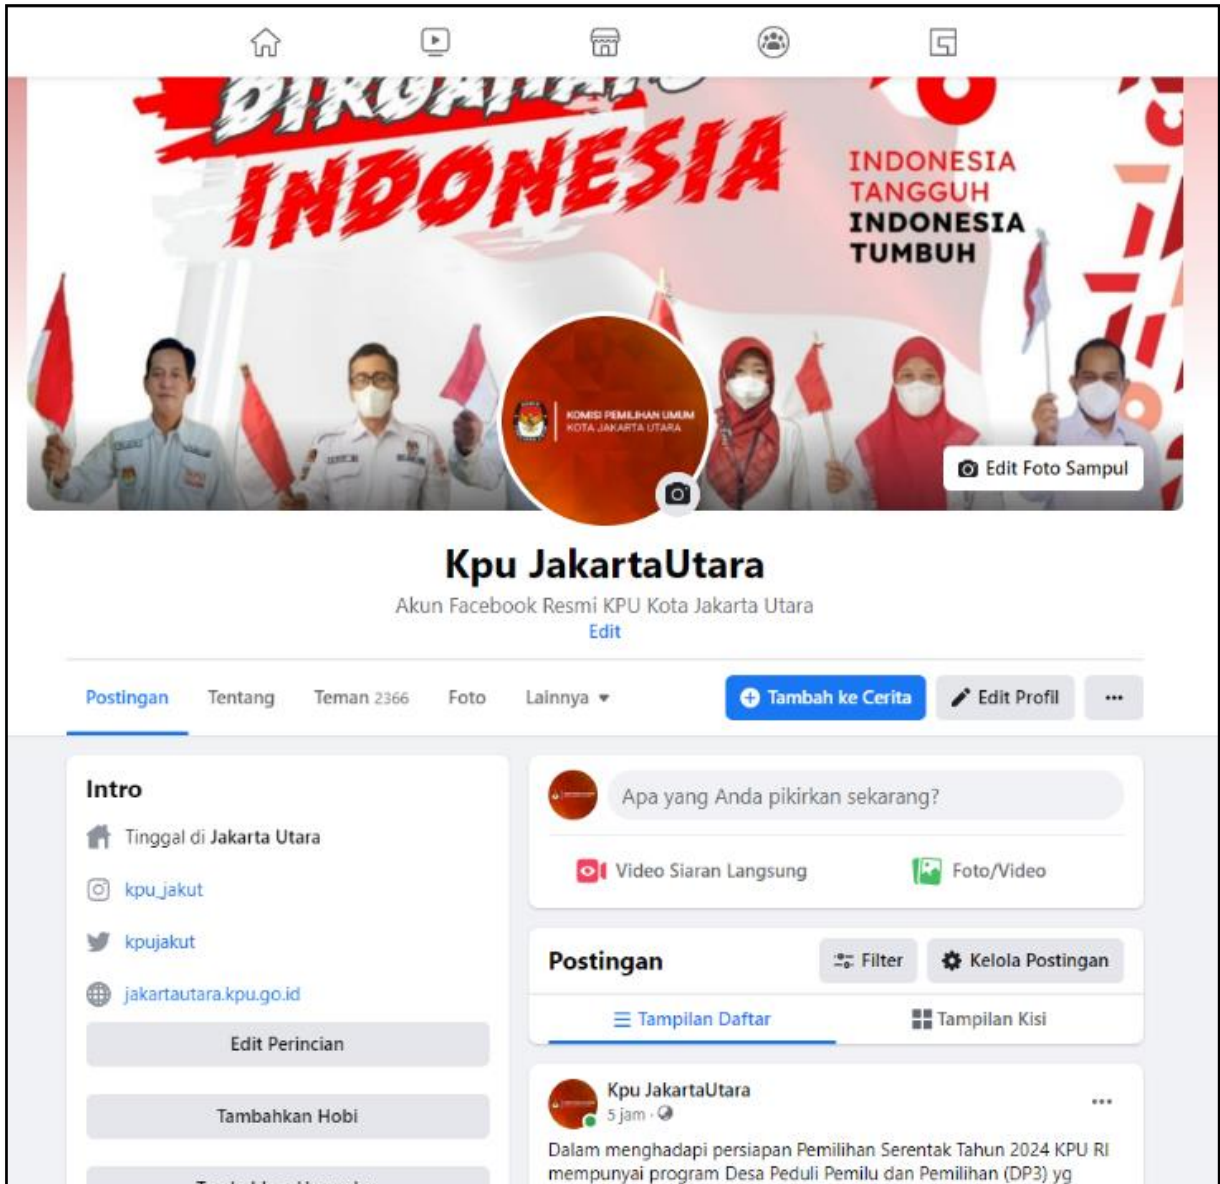 DIRGAHAYU
INDONESIA
INDONESIA
TANGGUH
INDONESIA
TUMBUH
KOMISI PEMILIHAN UMUM
KOTA JAKARTA UTARA
Edit Foto Sampul
Kpu JakartaUtara
Akun Facebook Resmi KPU Kota Jakarta Utara
Edit
Postingan Tentang Teman 2366 Foto Lainnya
Tambah ke Cerita
Edit Profil
Intro
Tinggal di Jakarta Utara
kpu_jakut
kpujakut
jakartautara.kpu.go.id
Edit Perincian
Tambahkan Hobi
Apa yang Anda pikirkan sekarang?
Video Siaran Langsung
Foto/Video
Postingan
Filter
Kelola Postingan
Tampilan Daftar
Tampilan Kisi
Kpu JakartaUtara
5 jam ·
Dalam menghadapi persiapan Pemilihan Serentak Tahun 2024 KPU RI
mempunyai program Desa Peduli Pemilu dan Pemilihan (DP3) yg